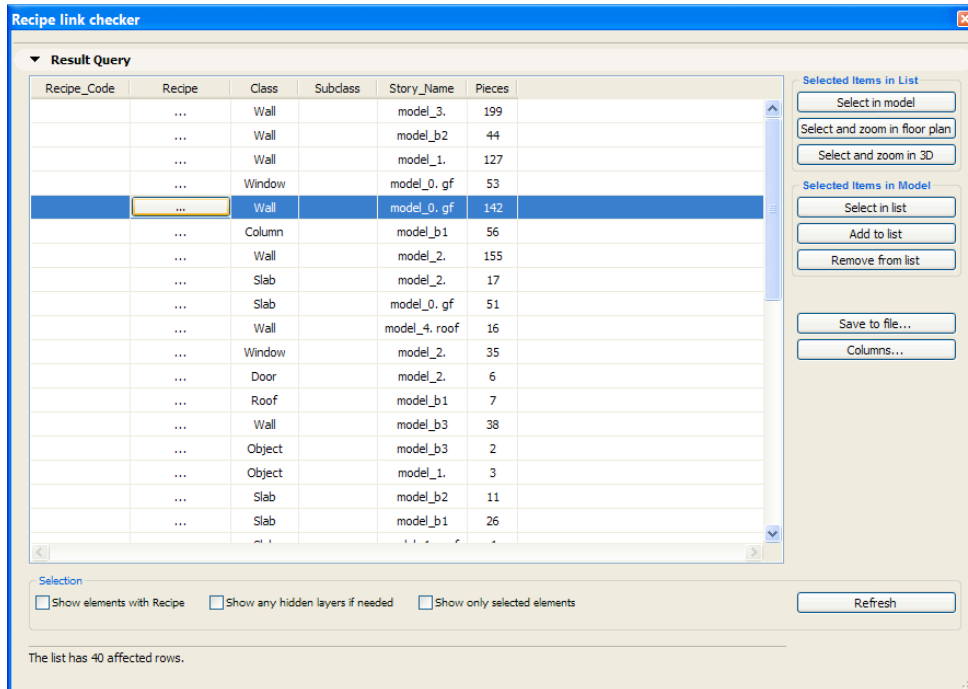 Recipe link checker
Result Query
Recipe_Code Recipe Class Subclass Story_Name Pieces
... Wall model_3. 199
... Wall model_b2 44
... Wall model_1. 127
... Window model_0. gf 53
... Wall model_0. gf 142
... Column model_b1 56
... Wall model_2. 155
... Slab model_2. 17
... Slab model_0. gf 51
... Wall model_4. roof 16
... Window model_2. 35
... Door model_2. 6
... Roof model_b1 7
... Wall model_b3 38
... Object model_b3 2
... Object model_1. 3
... Slab model_b2 11
... Slab model_b1 26
Selected Items in List
Select in model
Select and zoom in floor plan
Select and zoom in 3D
Selected Items in Model
Select in list
Add to list
Remove from list
Save to file...
Columns...
Selection
Show elements with Recipe Show any hidden layers if needed Show only selected elements
Refresh
The list has 40 affected rows.